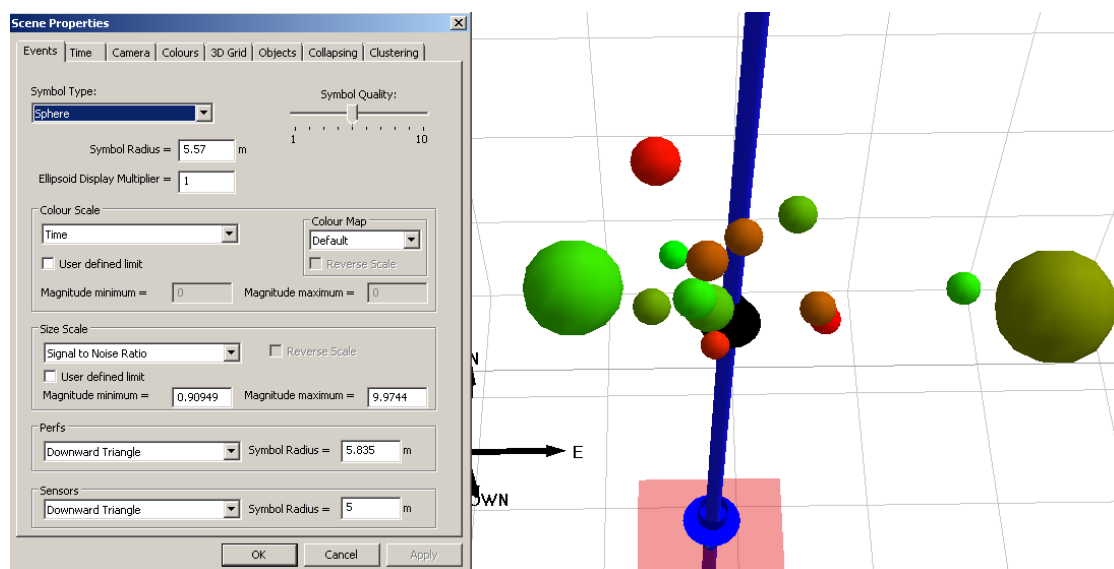 Scene Properties
Events Time Camera Colours 3D Grid Objects Collapsing Clustering
Symbol Type:
Sphere
Symbol Quality:
1 10
Symbol Radius = 5.57 m
Ellipsoid Display Multiplier = 1
Colour Scale
Time
User defined limit
Colour Map
Default
Reverse Scale
Magnitude minimum = 0 Magnitude maximum = 0
Size Scale
Signal to Noise Ratio Reverse Scale
User defined limit
Magnitude minimum = 0.90949 Magnitude maximum = 9.9744
Perfs
Downward Triangle Symbol Radius = 5.835 m
Sensors
Downward Triangle Symbol Radius = 5 m
OK Cancel Apply
N
E
OWN